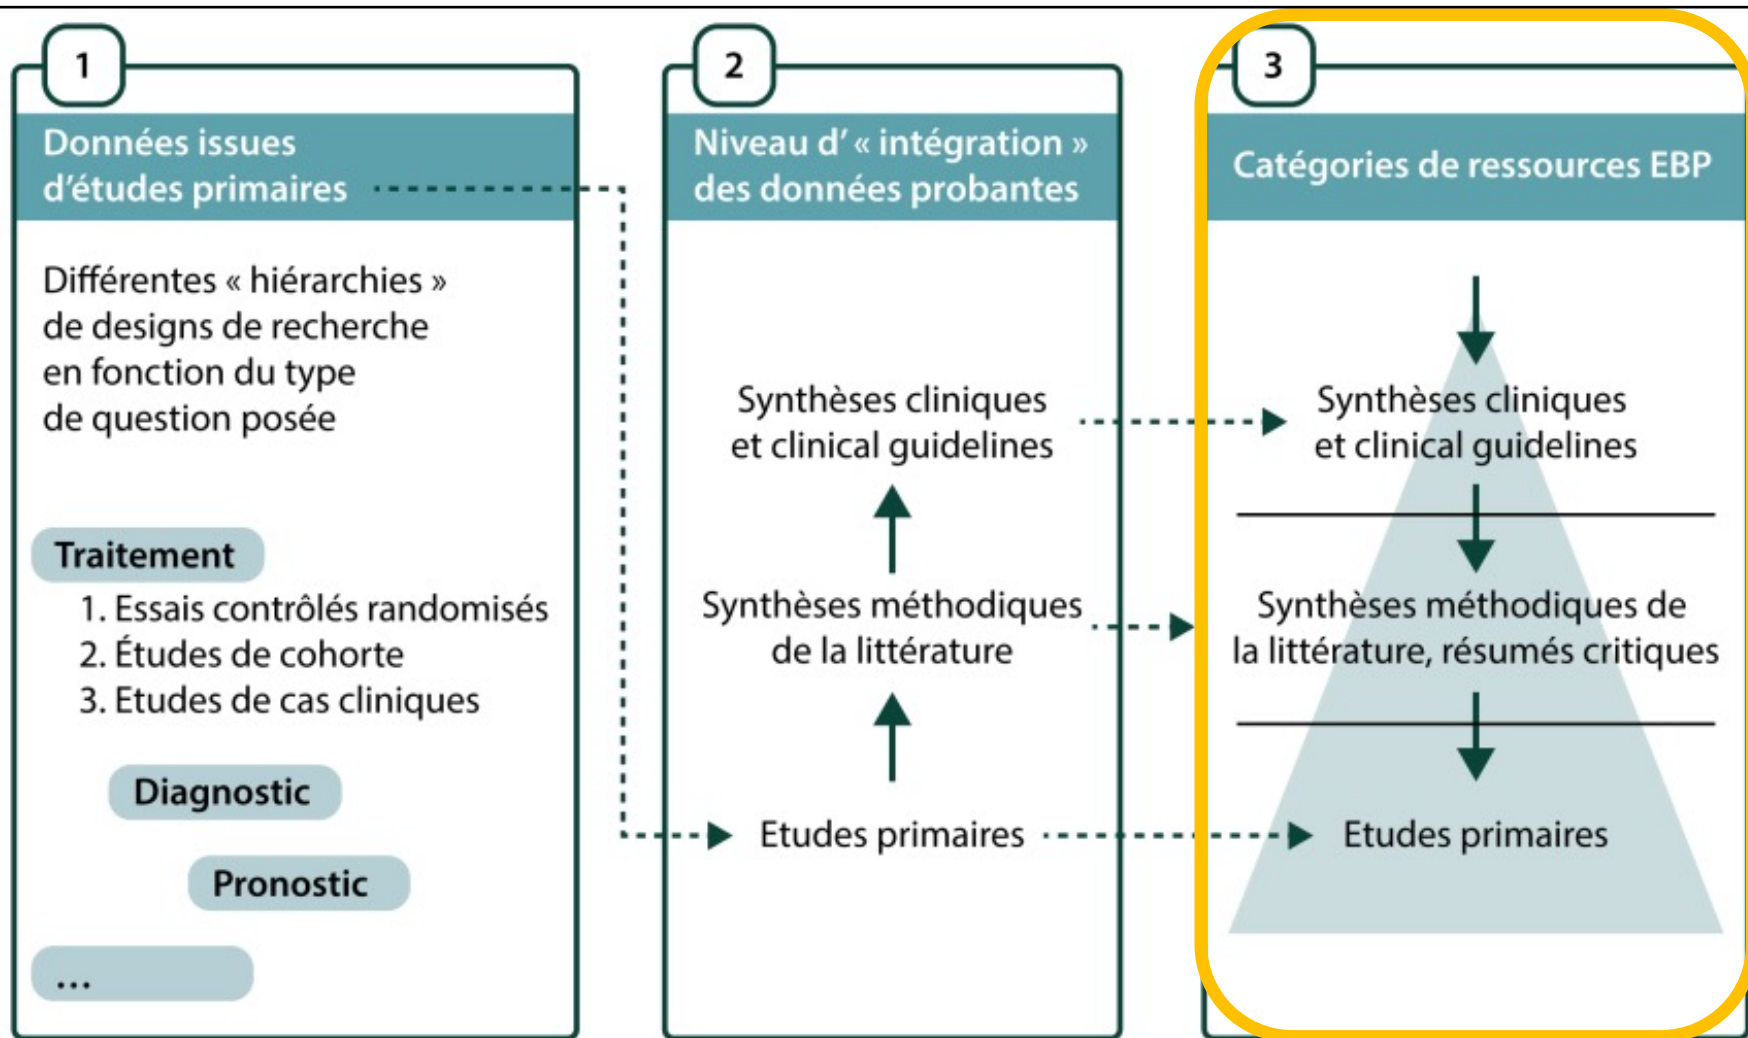 1
Données issues
d'études primaires
Différentes « hiérarchies »
de designs de recherche
en fonction du type
de question posée
Traitement
1. Essais contrôlés randomisés
2. Études de cohorte
3. Etudes de cas cliniques
Diagnostic
Pronostic
...
2
Niveau d' « intégration »
des données probantes
Synthèses cliniques
et clinical guidelines
Synthèses méthodiques
de la littérature
Etudes primaires
3
Catégories de ressources EBP
Synthèses cliniques
et clinical guidelines
Synthèses méthodiques de
la littérature, résumés critiques
Etudes primaires